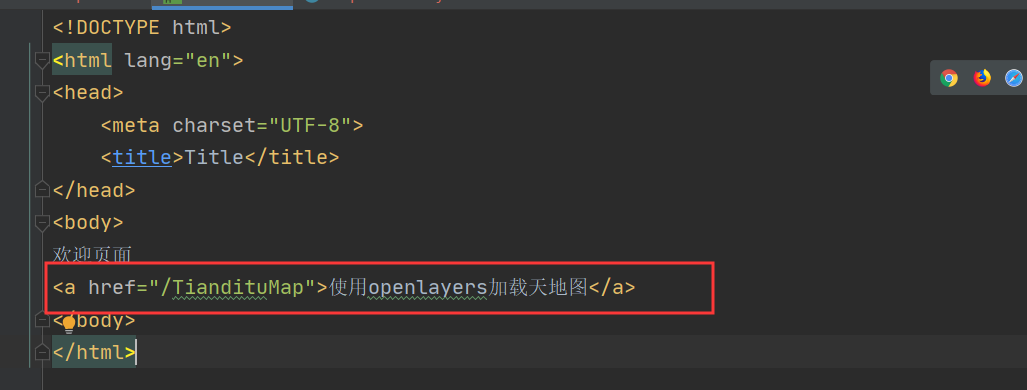 <!DOCTYPE html>
<html lang="en">
<head>
    <meta charset="UTF-8">
    <title>Title</title>
</head>
<body>
欢迎页面
<a href="/TiandituMap">使用openlayers加载天地图</a>
</body>
</html>